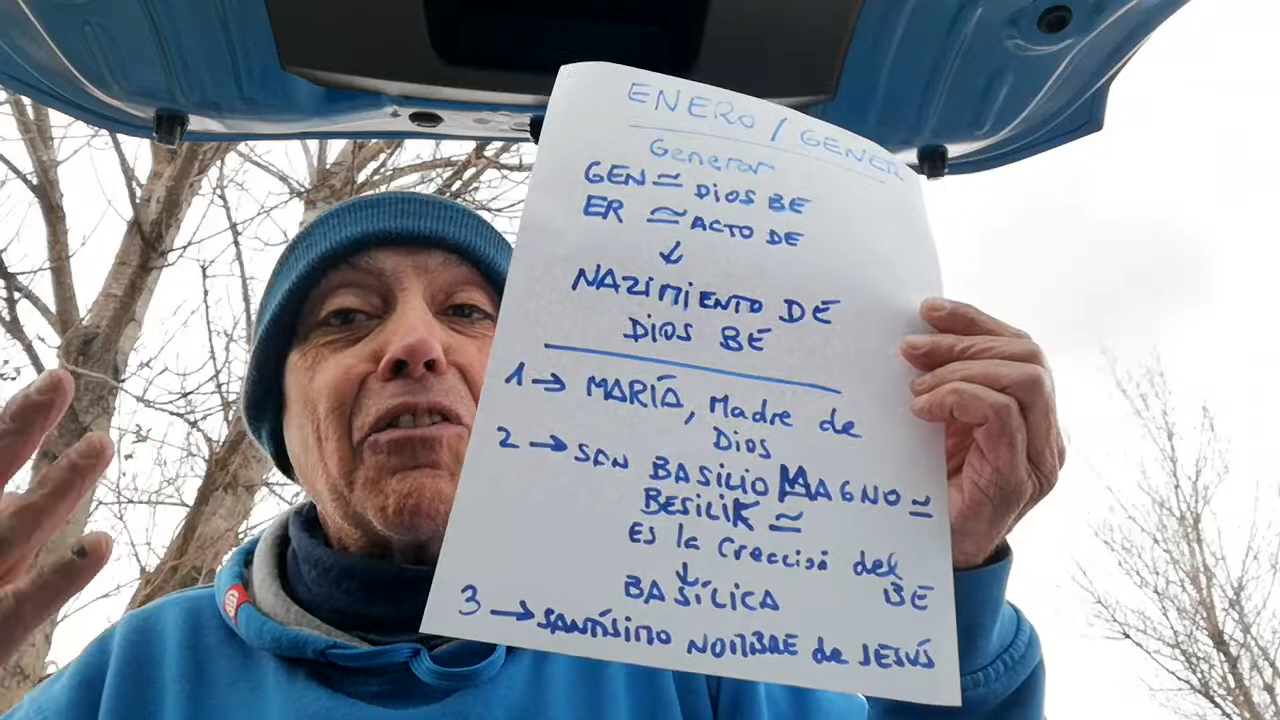 ENERO / GENER
Generar
GEN ≅ DIOS BE
ER ≅ ACTO DE
↓
NAZIMIENTO DE
DIOS BE
1 → MARÍA, Madre de
Dios
2 → SAN BASILIO MAGNO ≅
BESILIK ≅
Es la creccisó del
BE
↓
BASÍLICA
3 → SANTÍSIMO NOMBRE de JESÚS